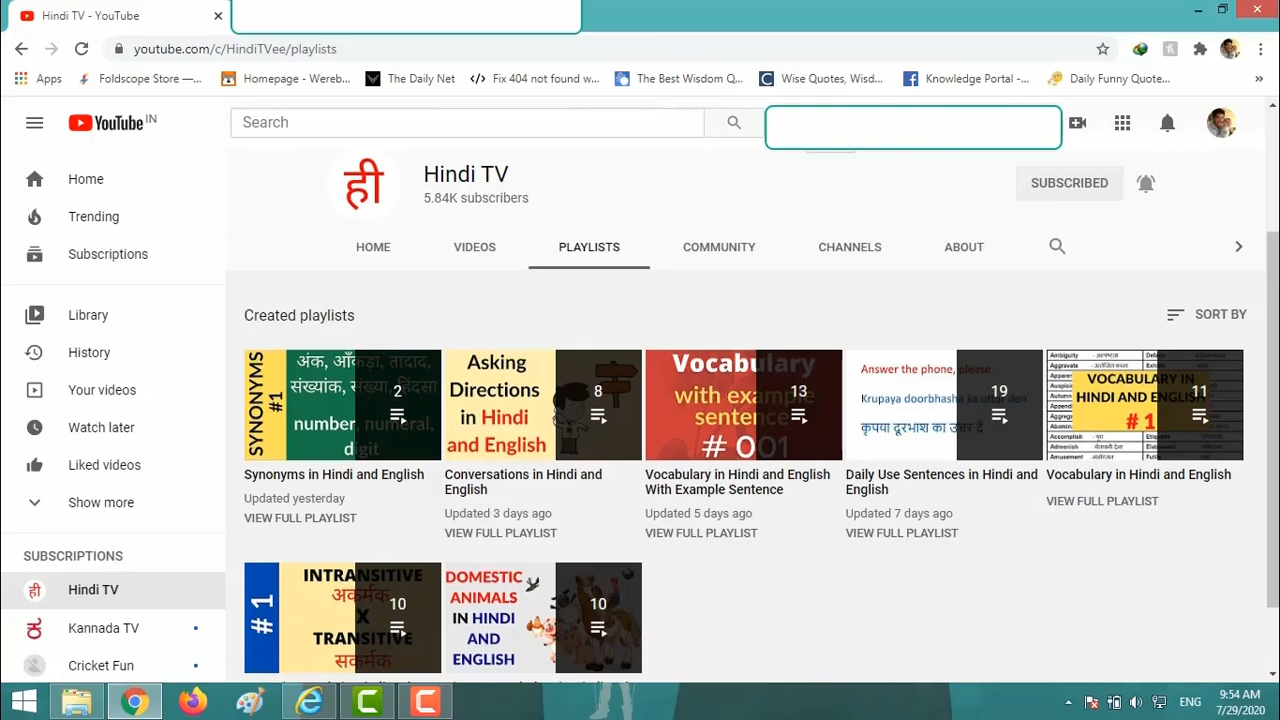 Hindi TV - YouTube
youtube.com/c/HindiTVee/playlists
Apps
Foldscope Store —...
Homepage - Wereb...
The Daily Net
Fix 404 not found w...
The Best Wisdom Q...
Wise Quotes, Wisd...
Knowledge Portal -...
Daily Funny Quote...
YouTube IN
Search
Home
Trending
Subscriptions
Library
History
Your videos
Watch later
Liked videos
Show more
SUBSCRIPTIONS
Hindi TV
Kannada TV
Cricket Fun
ही
Hindi TV
5.84K subscribers
SUBSCRIBED
HOME
VIDEOS
PLAYLISTS
COMMUNITY
CHANNELS
ABOUT
Created playlists
SORT BY
SYNONYMS #1
अंक, आँकड़ा, तादाद,
संख्यांक, संख्या, हिंदसा
number, numeral,
digit
2
Synonyms in Hindi and English
Updated yesterday
VIEW FULL PLAYLIST
Asking
Directions
in Hindi
and English
8
Conversations in Hindi and
English
Updated 3 days ago
VIEW FULL PLAYLIST
Vocabulary
with example
sentence
# 001
13
Vocabulary in Hindi and English
With Example Sentence
Updated 5 days ago
VIEW FULL PLAYLIST
Answer the phone, please
Krupaya doorbhasha ka uttar den
कृपया दूरभाष का उत्तर दें
19
Daily Use Sentences in Hindi and
English
Updated 7 days ago
VIEW FULL PLAYLIST
Ambiguity
Aggravate
Accomplish
Admonish
Amusement
VOCABULARY IN
HINDI AND ENGLISH
# 1
11
Vocabulary in Hindi and English
VIEW FULL PLAYLIST
# 1
INTRANSITIVE
अकर्मक
X
TRANSITIVE
सकर्मक
10
DOMESTIC
ANIMALS
IN HINDI
AND
ENGLISH
10
ENG
9:54 AM
7/29/2020